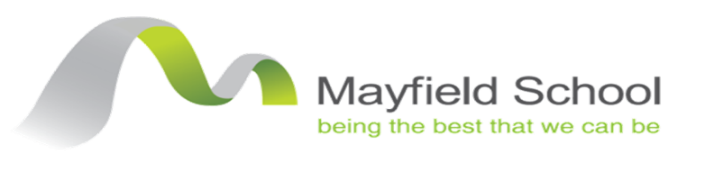 Mayfield School
being the best that we can be